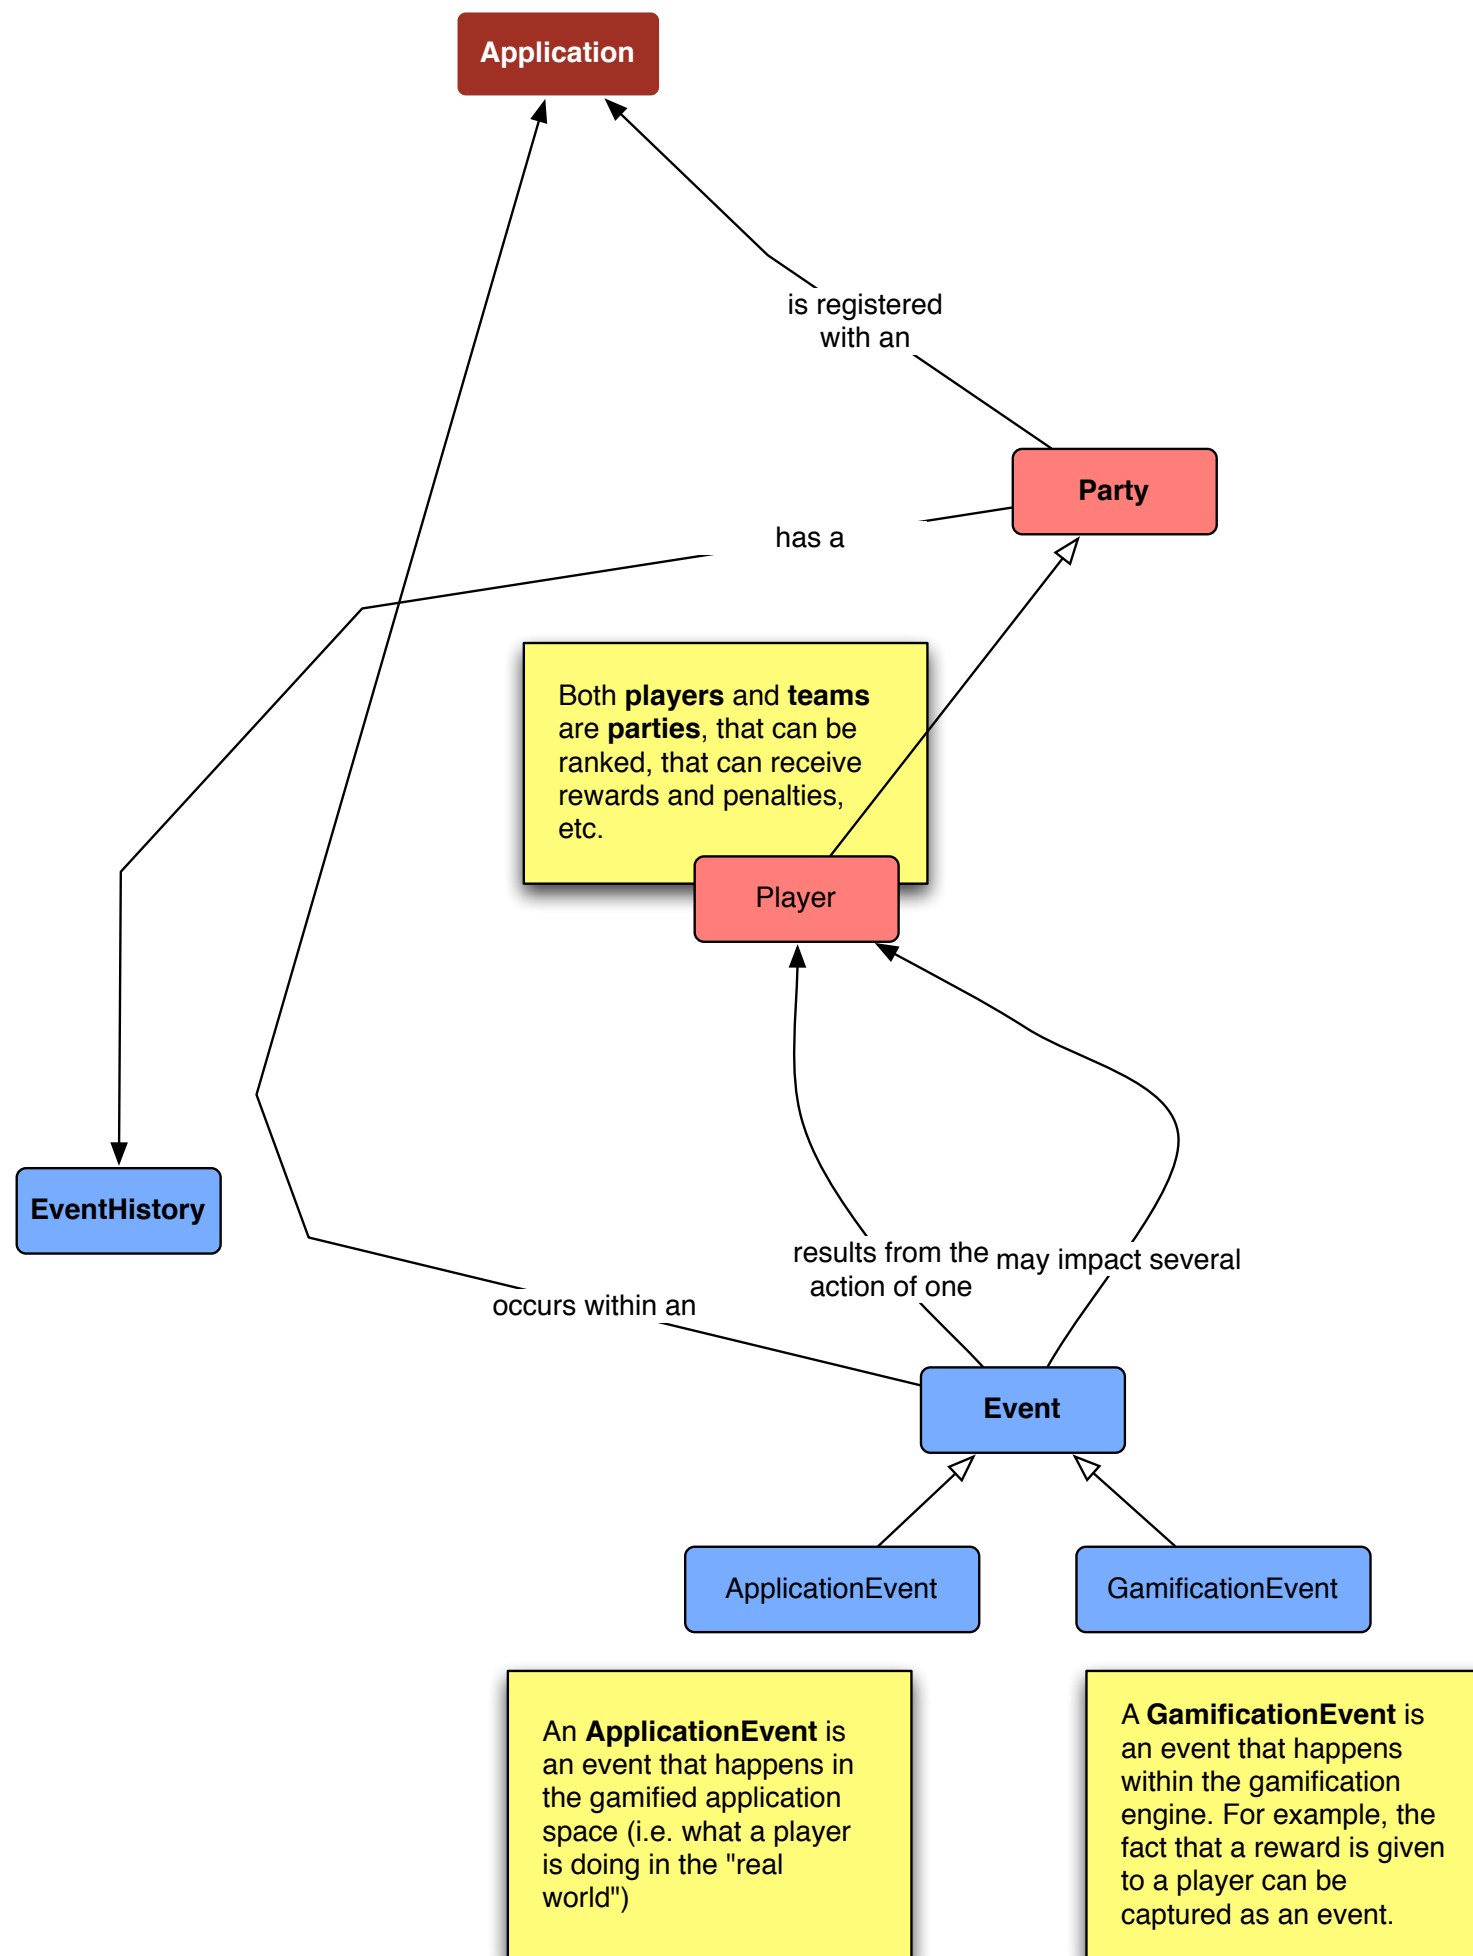 Application
is registered
with an
Party
has a
Both players and teams
are parties, that can be
ranked, that can receive
rewards and penalties,
etc.
Player
EventHistory
results from the
action of one
may impact several
occurs within an
Event
ApplicationEvent
GamificationEvent
An ApplicationEvent is
an event that happens in
the gamified application
space (i.e. what a player
is doing in the "real
world")
A GamificationEvent is
an event that happens
within the gamification
engine. For example, the
fact that a reward is given
to a player can be
captured as an event.